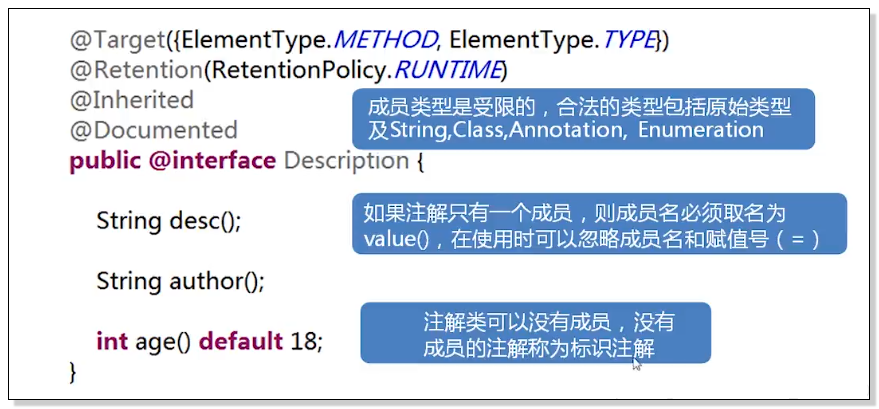 @Target({ElementType.METHOD, ElementType.TYPE})
@Retention(RetentionPolicy.RUNTIME)
@Inherited
@Documented
public @interface Description {
成员类型是受限的，合法的类型包括原始类型
及String,Class,Annotation, Enumeration
String desc();
如果注解只有一个成员，则成员名必须取名为
value()，在使用时可以忽略成员名和赋值号（=）
String author();
int age() default 18;
注解类可以没有成员，没有
成员的注解称为标识注解
}